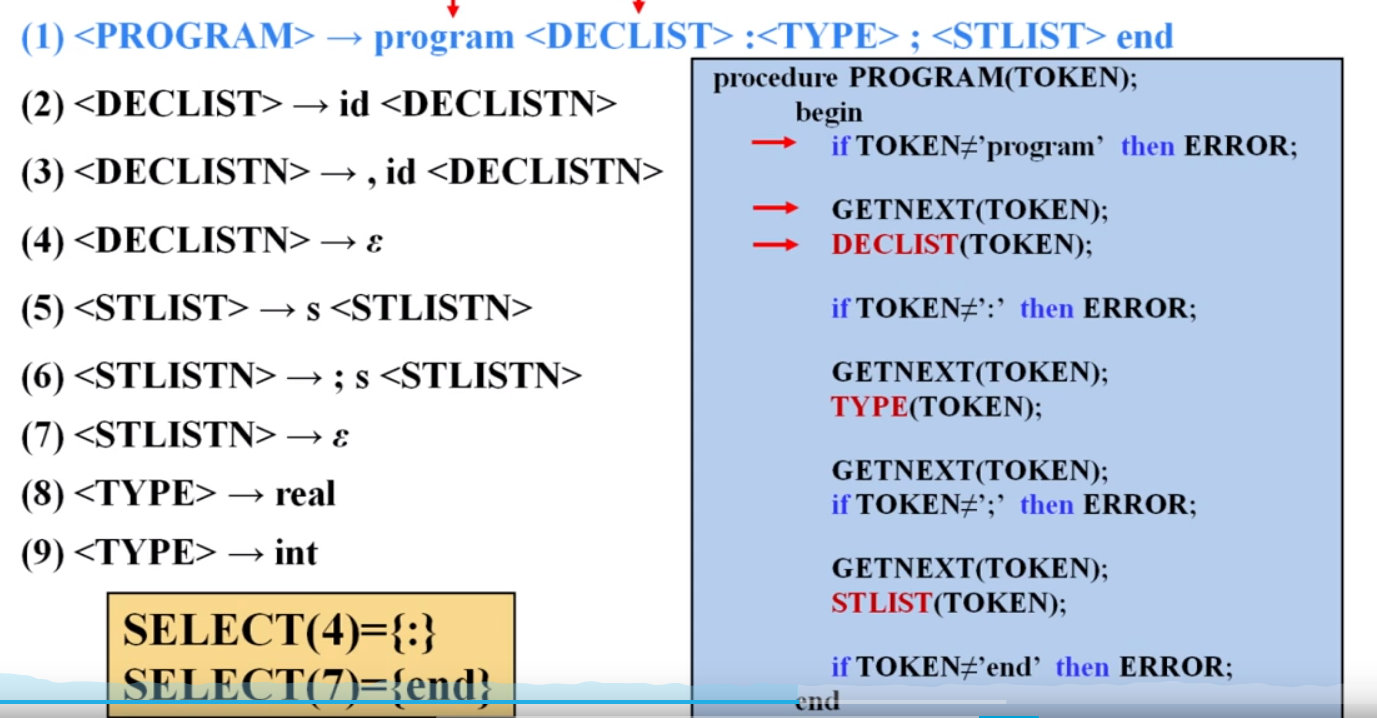 (1) <PROGRAM> → program <DECLIST> :<TYPE> ; <STLIST> end
(2) <DECLIST> → id <DECLISTN>
(3) <DECLISTN> → , id <DECLISTN>
(4) <DECLISTN> → ε
(5) <STLIST> → s <STLISTN>
(6) <STLISTN> → ; s <STLISTN>
(7) <STLISTN> → ε
(8) <TYPE> → real
(9) <TYPE> → int
SELECT(4)={:}
SELECT(7)={end}
procedure PROGRAM(TOKEN);
begin
if TOKEN≠’program’ then ERROR;
GETNEXT(TOKEN);
DECLIST(TOKEN);
if TOKEN≠’:’ then ERROR;
GETNEXT(TOKEN);
TYPE(TOKEN);
GETNEXT(TOKEN);
if TOKEN≠’;’ then ERROR;
GETNEXT(TOKEN);
STLIST(TOKEN);
if TOKEN≠’end’ then ERROR;
end